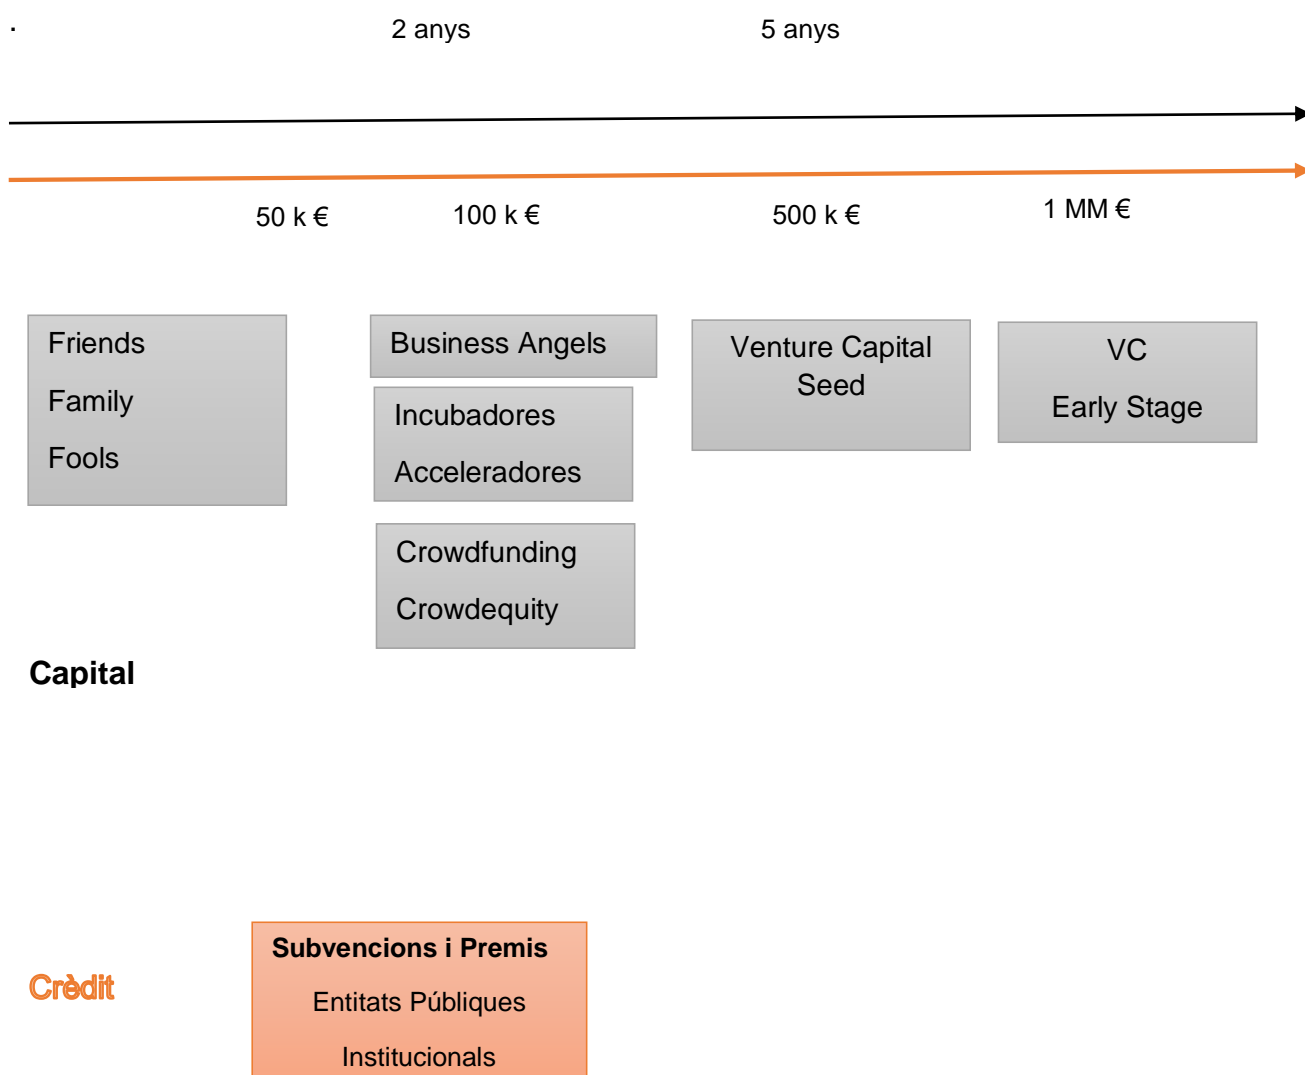 . 2 anys 5 anys
50 k € 100 k € 500 k € 1 MM €
Friends
Family
Fools
Business Angels
Incubadores
Acceleradores
Crowdfunding
Crowdequity
Venture Capital
Seed
VC
Early Stage
Capital
Crèdit
Subvencions i Premis
Entitats Públiques
Institucionals